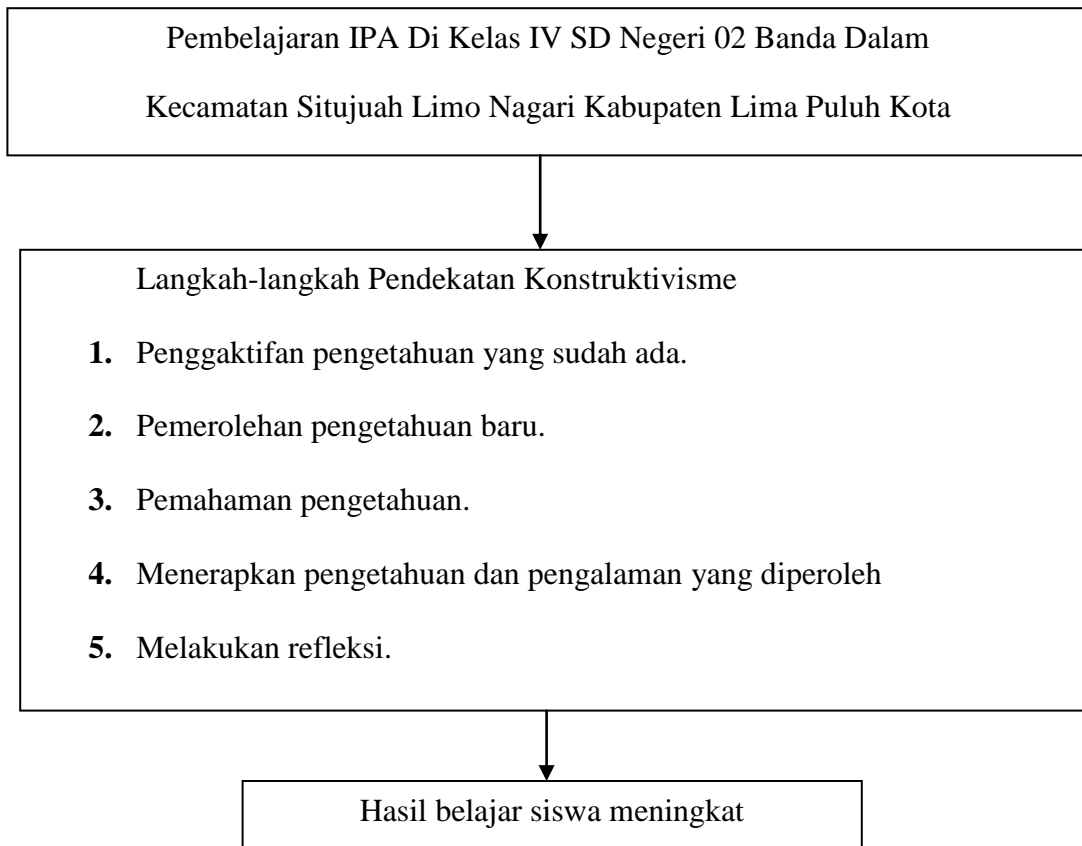 Pembelajaran IPA Di Kelas IV SD Negeri 02 Banda Dalam
Kecamatan Situjuah Limo Nagari Kabupaten Lima Puluh Kota
Langkah-langkah Pendekatan Konstruktivisme
1. Penggaktifan pengetahuan yang sudah ada.
2. Pemerolehan pengetahuan baru.
3. Pemahaman pengetahuan.
4. Menerapkan pengetahuan dan pengalaman yang diperoleh
5. Melakukan refleksi.
Hasil belajar siswa meningkat